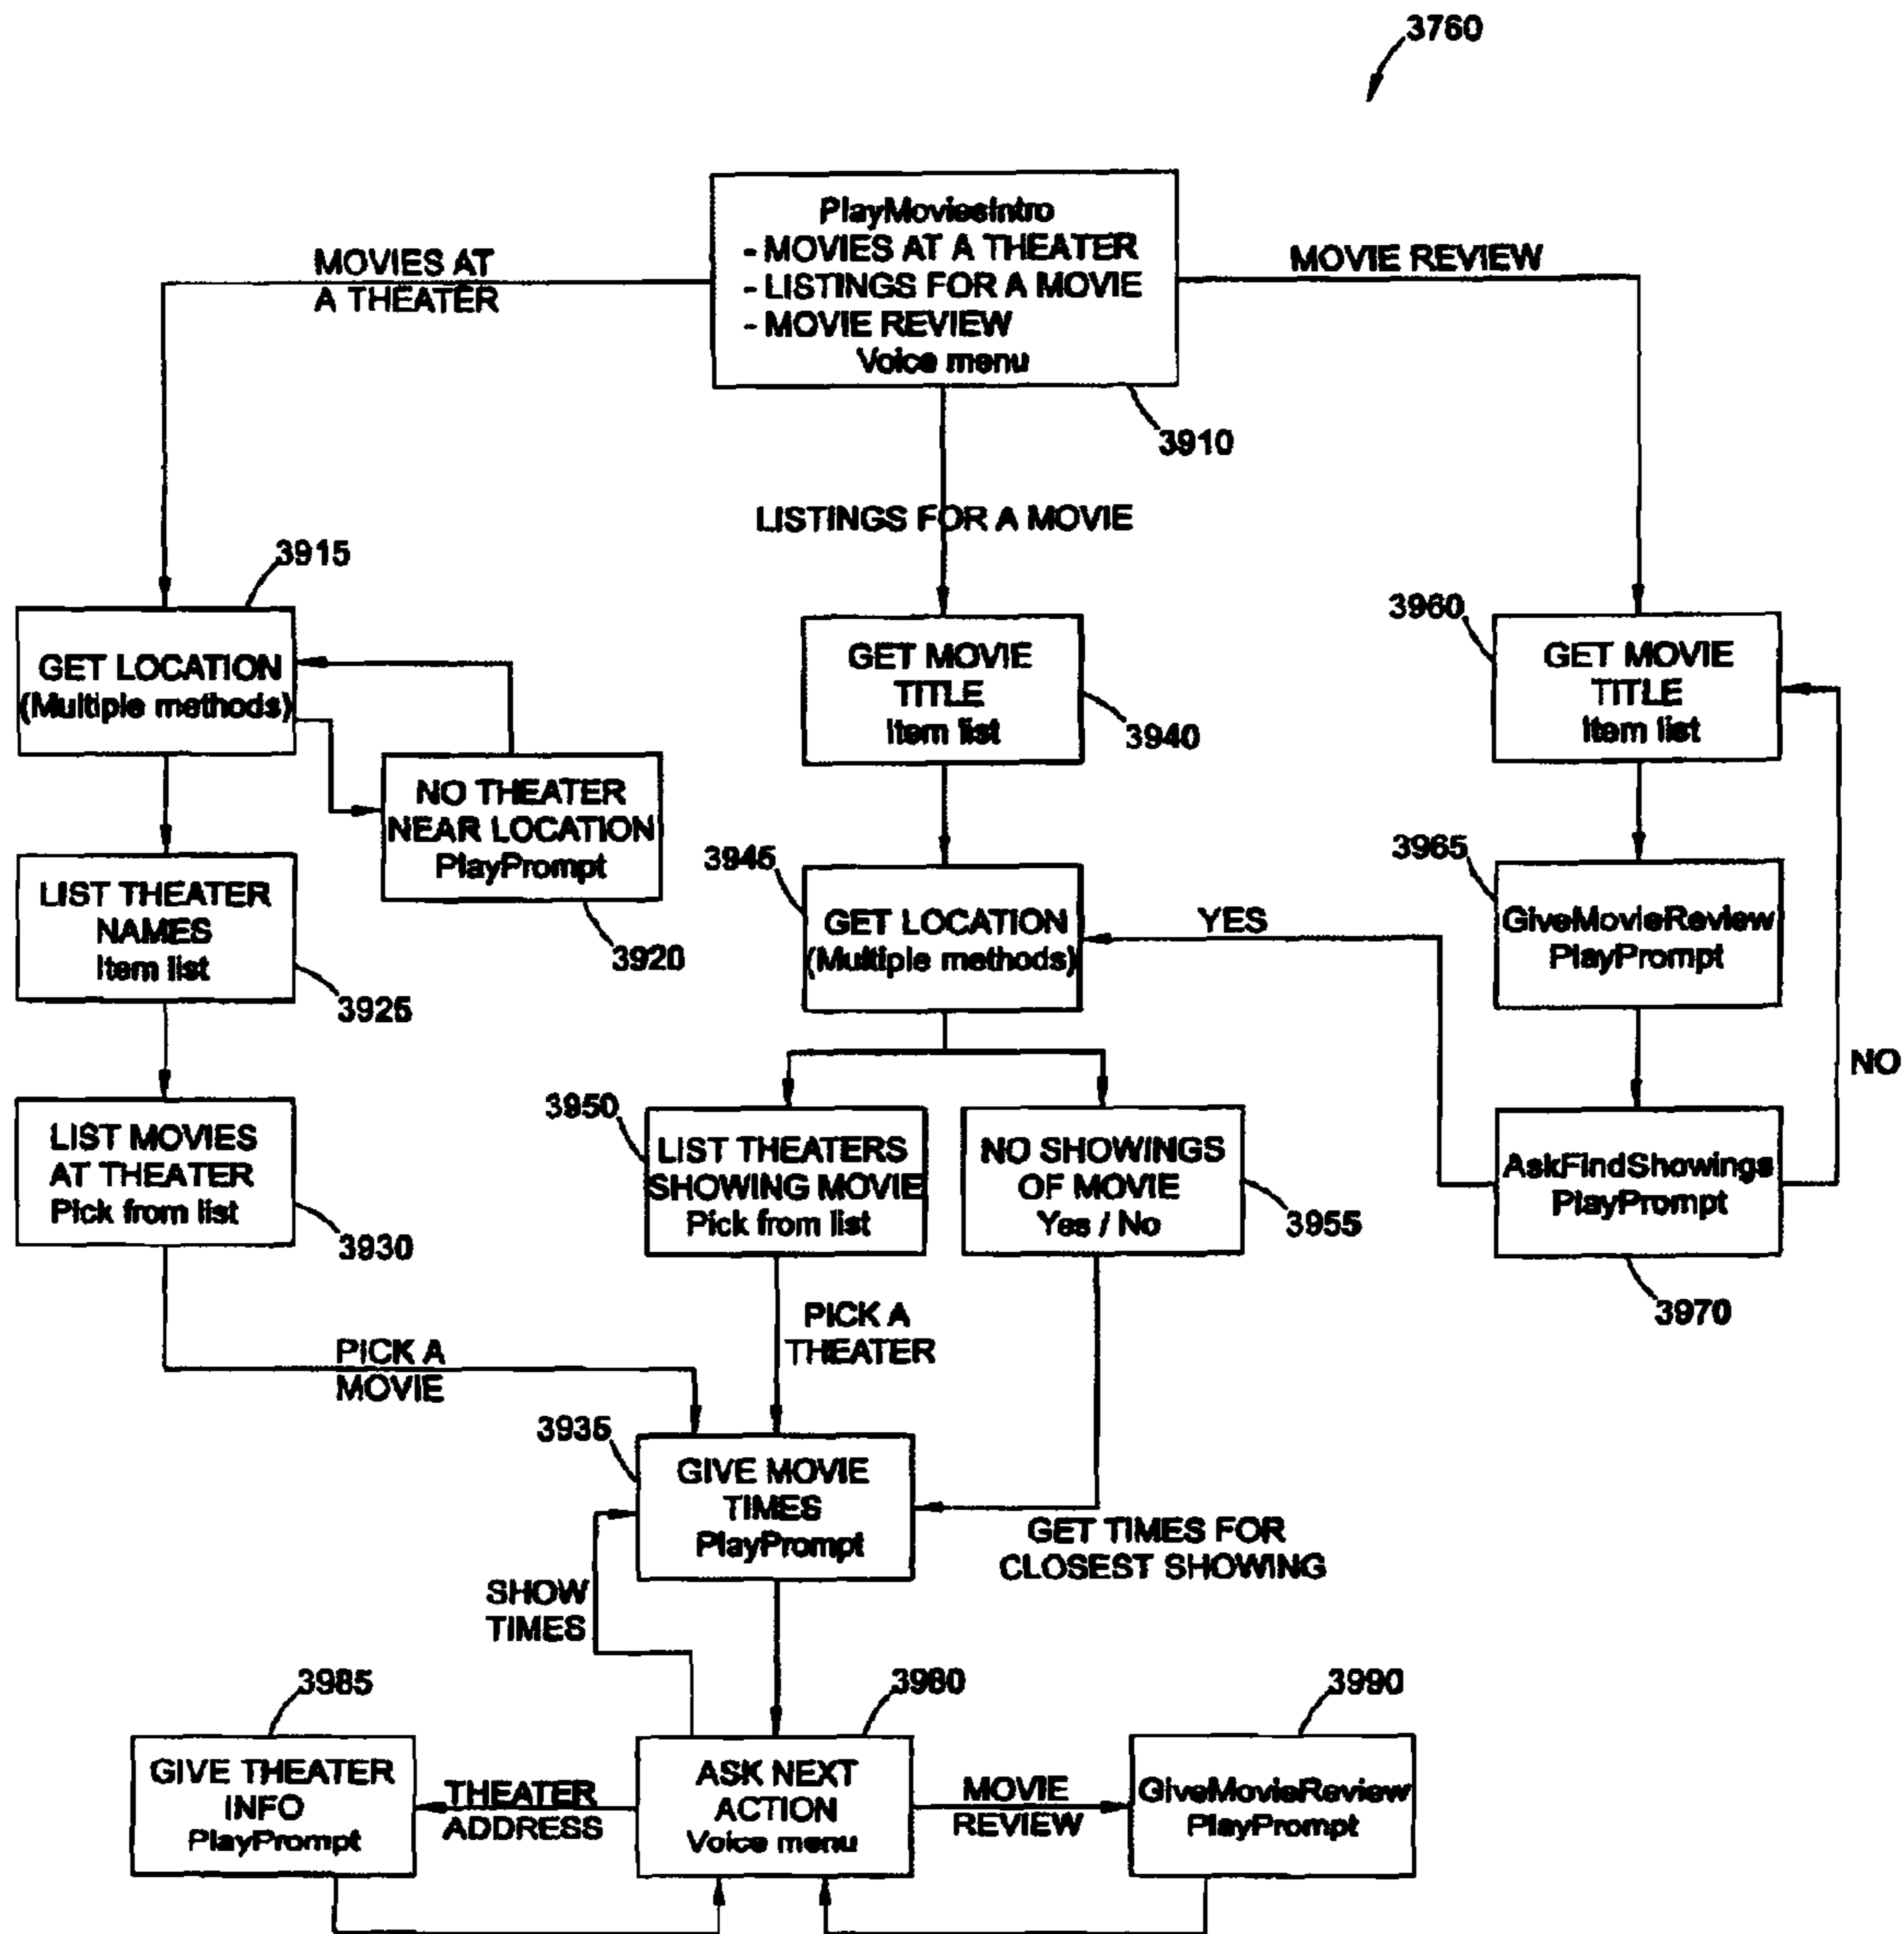 3760
PlayMoviesIntro
- MOVIES AT A THEATER
- LISTINGS FOR A MOVIE
- MOVIE REVIEW
Voice menu
3910
MOVIES AT
A THEATER
MOVIE REVIEW
LISTINGS FOR A MOVIE
3915
GET LOCATION
(Multiple methods)
NO THEATER
NEAR LOCATION
PlayPrompt
3920
LIST THEATER
NAMES
Item list
3925
LIST MOVIES
AT THEATER
Pick from list
3930
PICK A
MOVIE
GET MOVIE
TITLE
Item list
3940
3945
GET LOCATION
(Multiple methods)
YES
3950
LIST THEATERS
SHOWING MOVIE
Pick from list
NO SHOWINGS
OF MOVIE
Yes / No
3955
PICK A
THEATER
3960
GET MOVIE
TITLE
Item list
3965
GiveMovieReview
PlayPrompt
NO
AskFindShowings
PlayPrompt
3970
3935
GIVE MOVIE
TIMES
PlayPrompt
GET TIMES FOR
CLOSEST SHOWING
SHOW
TIMES
3985
GIVE THEATER
INFO
PlayPrompt
THEATER
ADDRESS
3980
ASK NEXT
ACTION
Voice menu
MOVIE
REVIEW
3990
GiveMovieReview
PlayPrompt